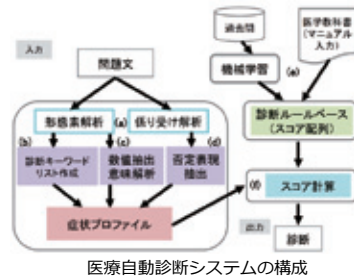 入力
過去問
医学教科書
(マニュアル
入力)
問題文
機械学習
(e)
形態素解析
(a)
係り受け解析
診断ルールベース
(スコア配列)
(b)
(c)
(d)
診断キーワード
リスト作成
数値抽出
意味解析
否定表現
抽出
(f)
スコア計算
症状プロファイル
出力
診断
医療自動診断システムの構成